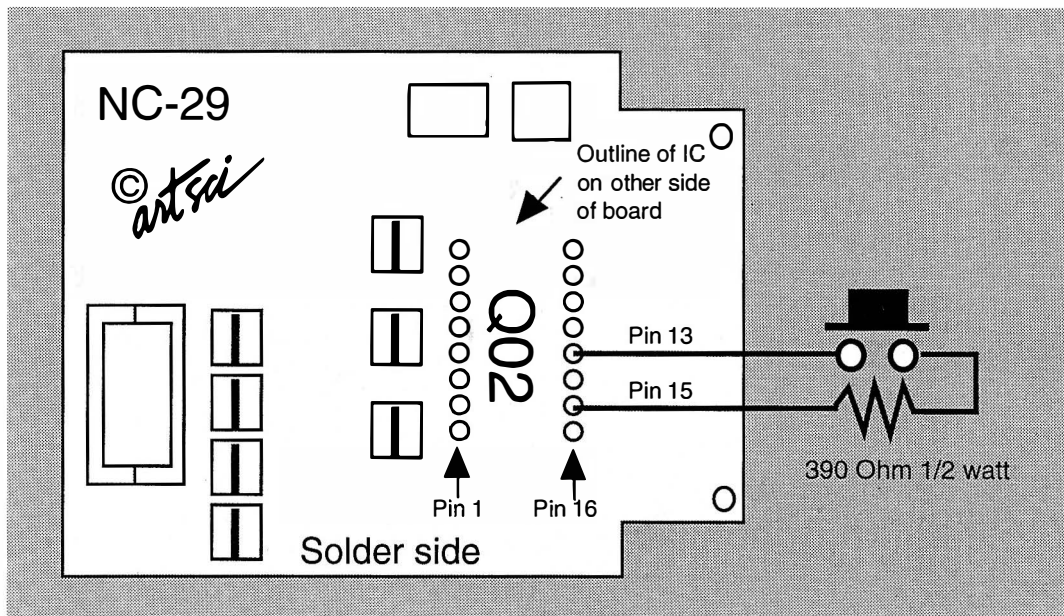 NC-29
© artsci
Outline of IC
on other side
of board
Q02
Pin 13
Pin 15
390 Ohm 1/2 watt
Pin 1
Pin 16
Solder side